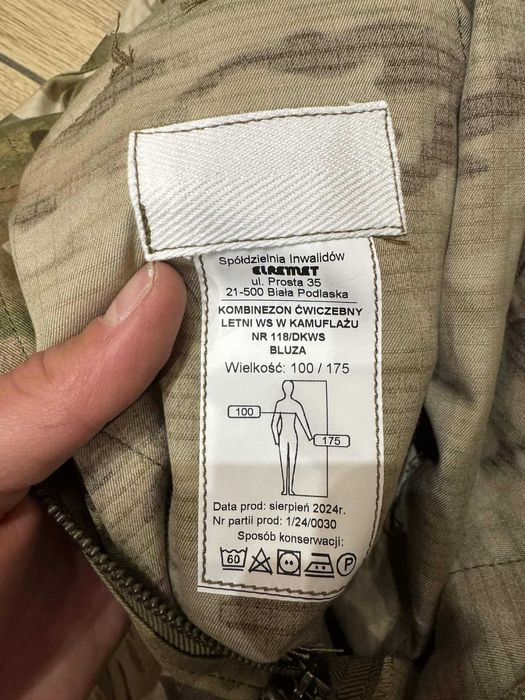 Spółdzielnia Inwalidów
ELREMET
ul. Prosta 35
21-500 Biała Podlaska
KOMBINEZON ĆWICZEBNY
LETNI WS W KAMUFLAŻU
NR 118/DKWS
BLUZA
Wielkość: 100 / 175
100
175
Data prod: sierpień 2024r.
Nr partii prod: 1/24/0030
Sposób konserwacji:
60 P